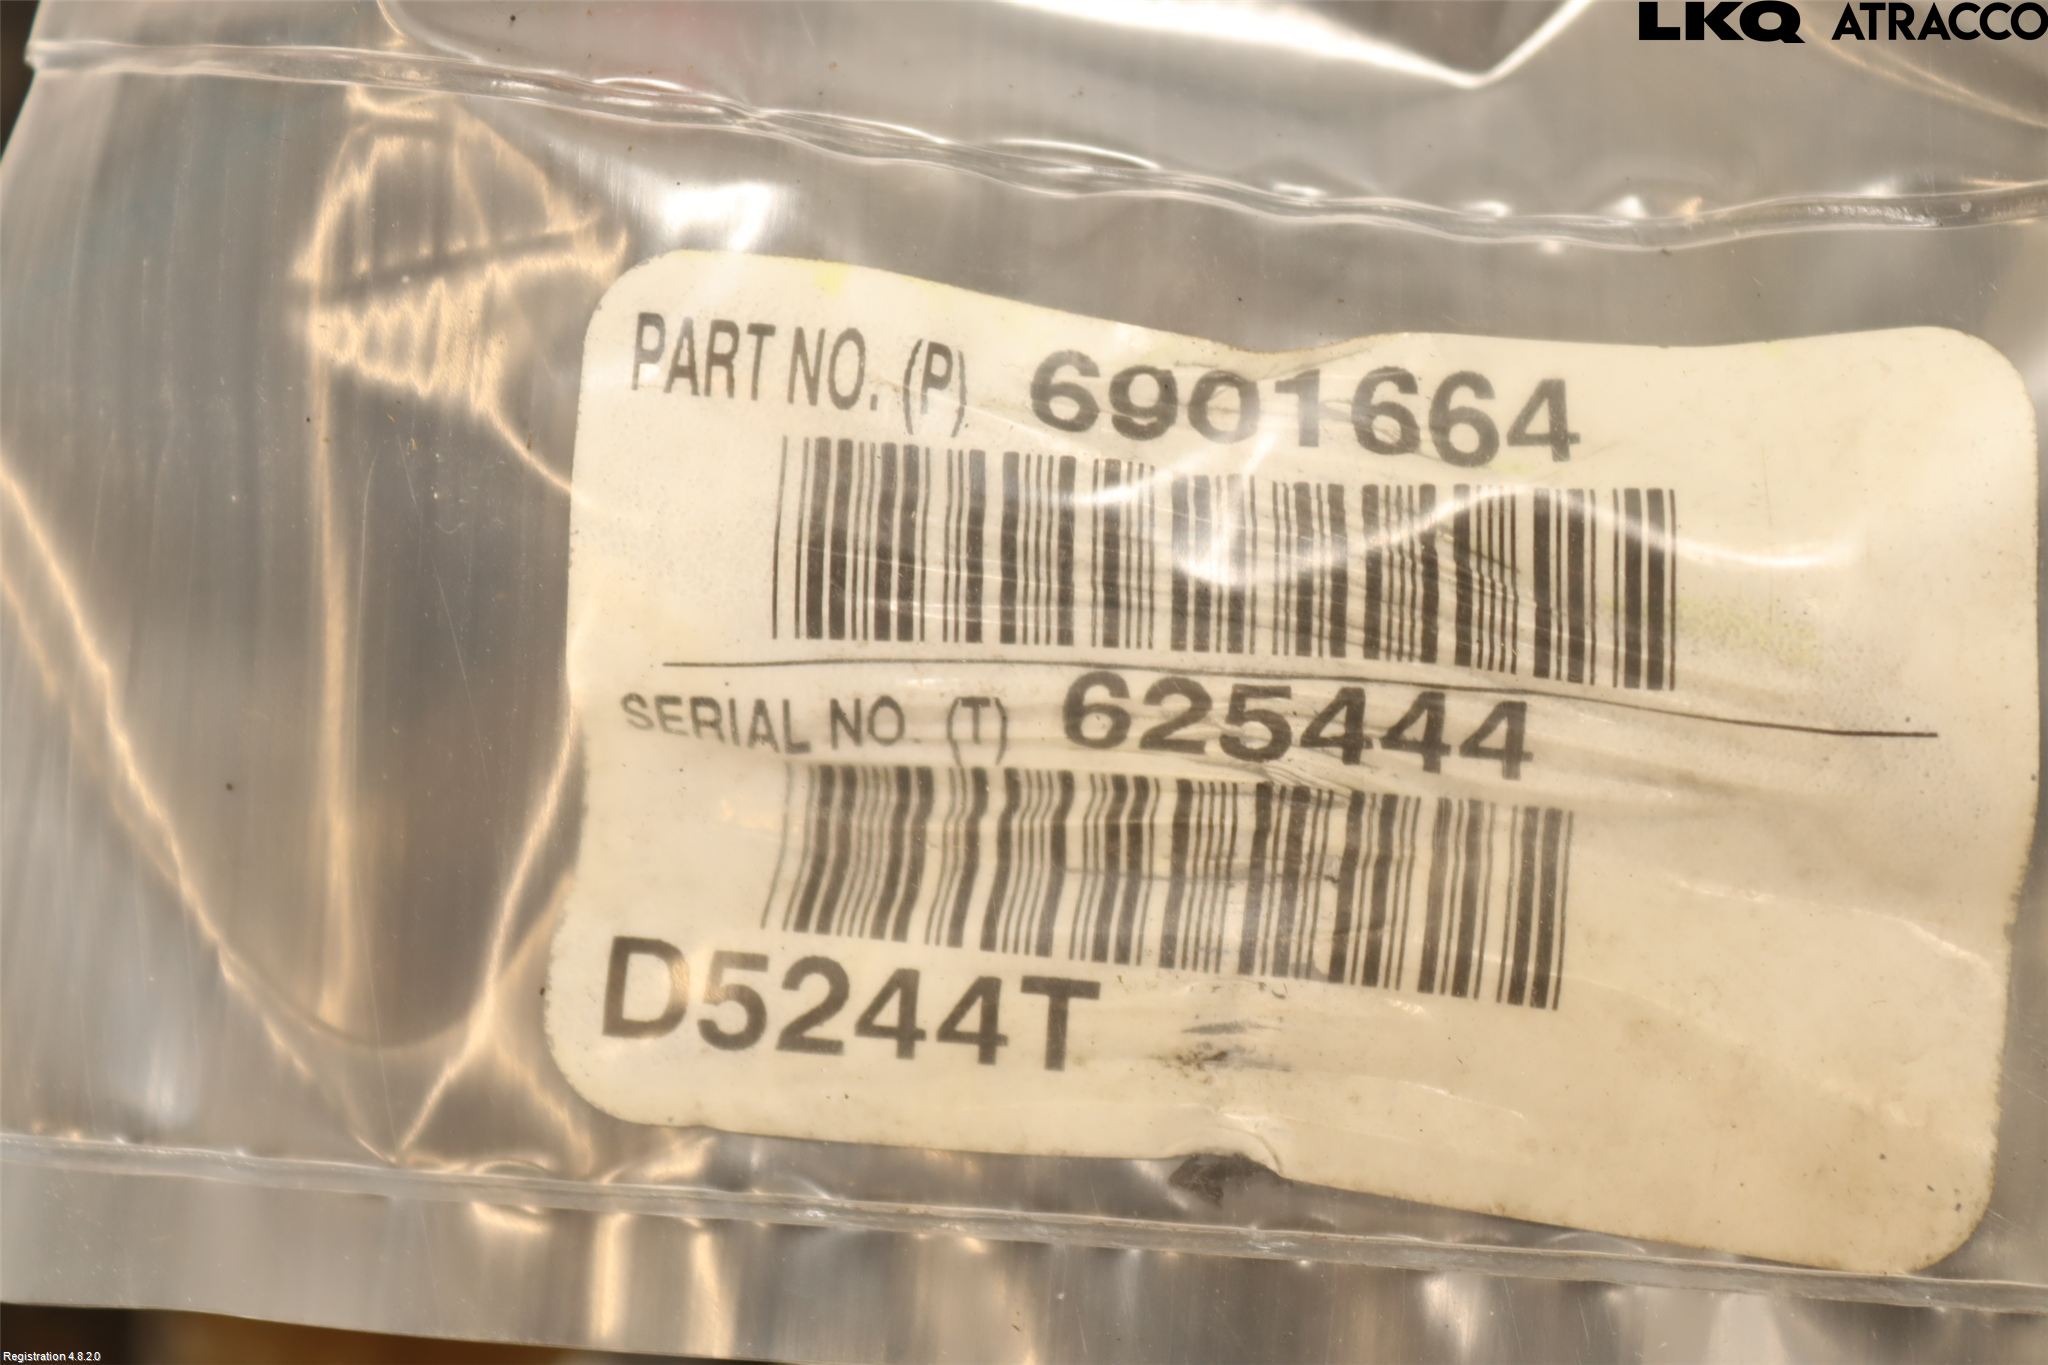 LKQ ATRACCO
PART NO. (P) 6901664
SERIAL NO. (T) 625444
D5244T
Registration 4.8.2.0